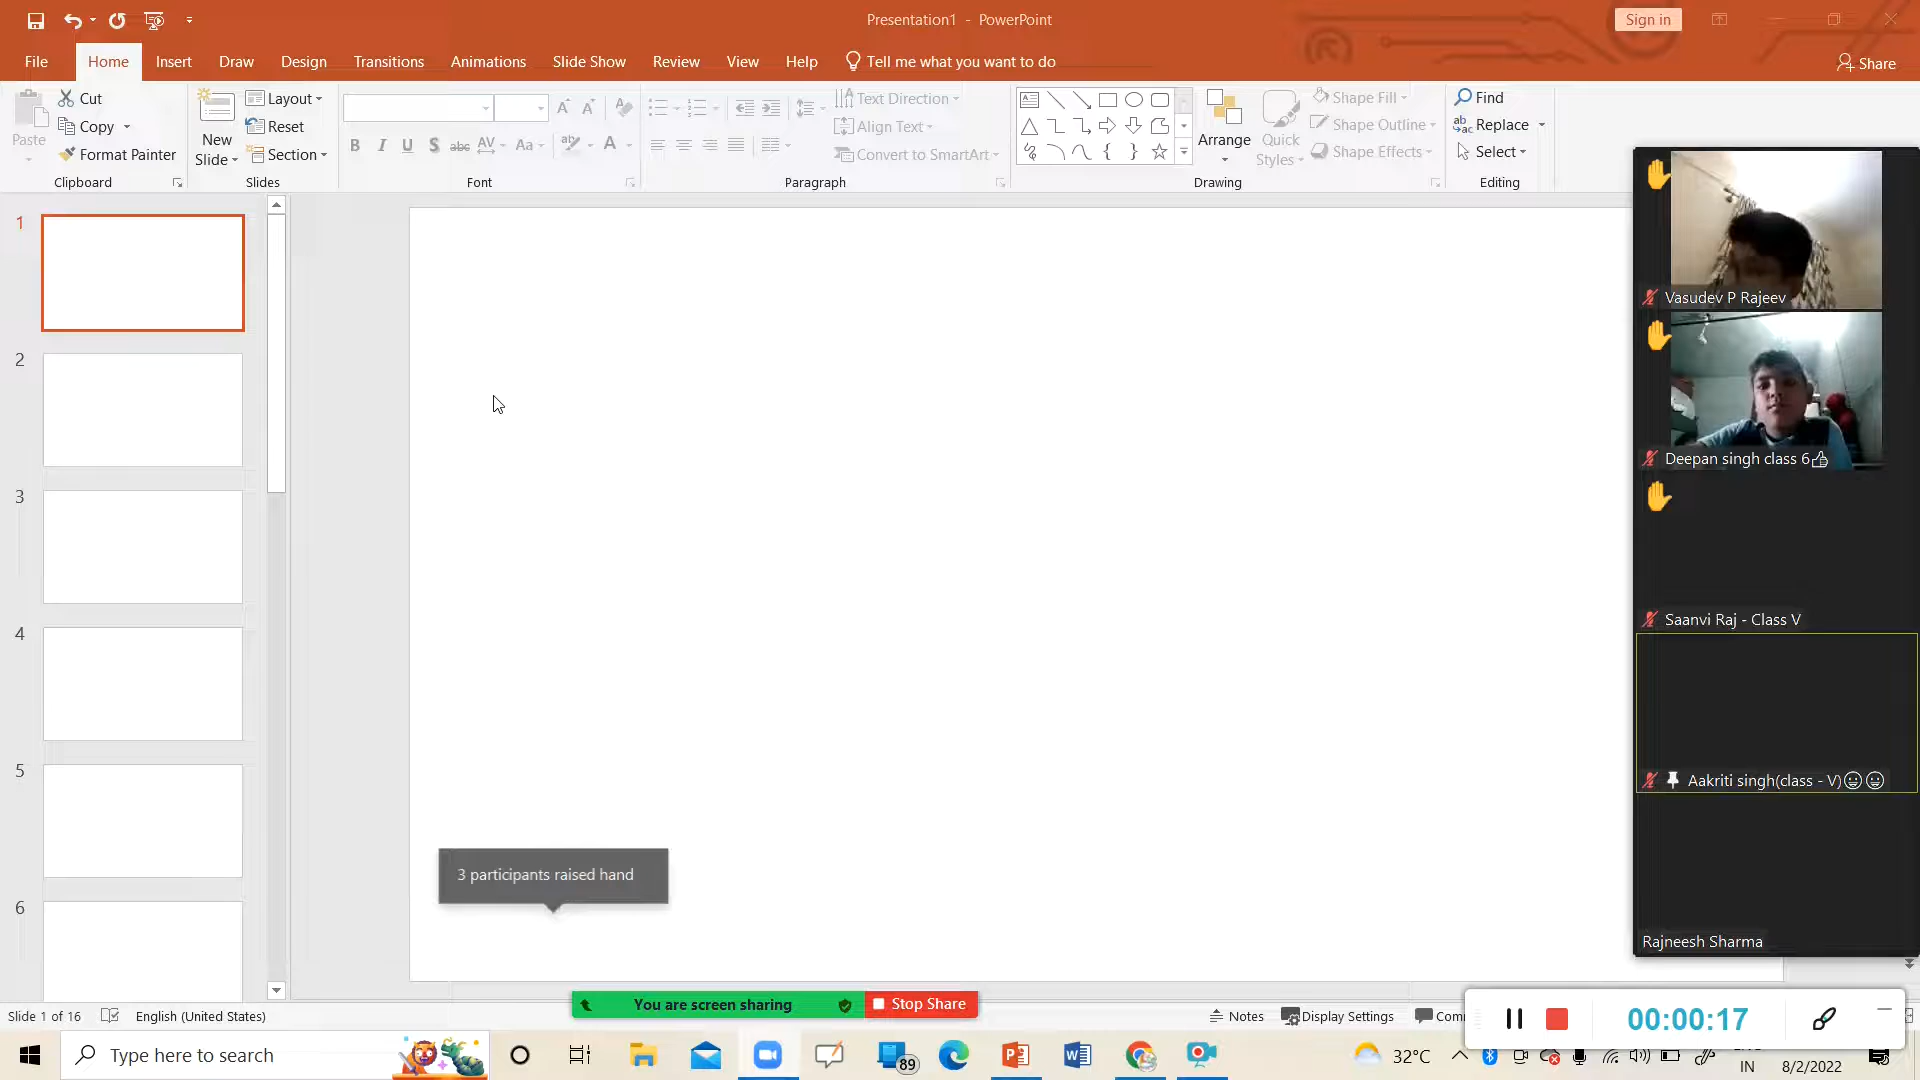 Presentation1 - PowerPoint
Sign in
File
Home
Insert
Draw
Design
Transitions
Animations
Slide Show
Review
View
Help
Tell me what you want to do
Share
Paste
Cut
Copy
Format Painter
Clipboard
New
Slide
Layout
Reset
Section
Slides
B I U S abc AV Aa A
Font
Text Direction
Align Text
Convert to SmartArt
Paragraph
Arrange
Quick
Styles
Shape Fill
Shape Outline
Shape Effects
Drawing
Find
Replace
Select
Editing
1
2
3
4
5
6
Vasudev P Rajeev
Deepan singh class 6
Saanvi Raj - Class V
Aakriti singh(class - V)
Rajneesh Sharma
3 participants raised hand
You are screen sharing
Stop Share
Slide 1 of 16
English (United States)
Notes
Display Settings
Com
00:00:17
Type here to search
89
32°C
IN
8/2/2022